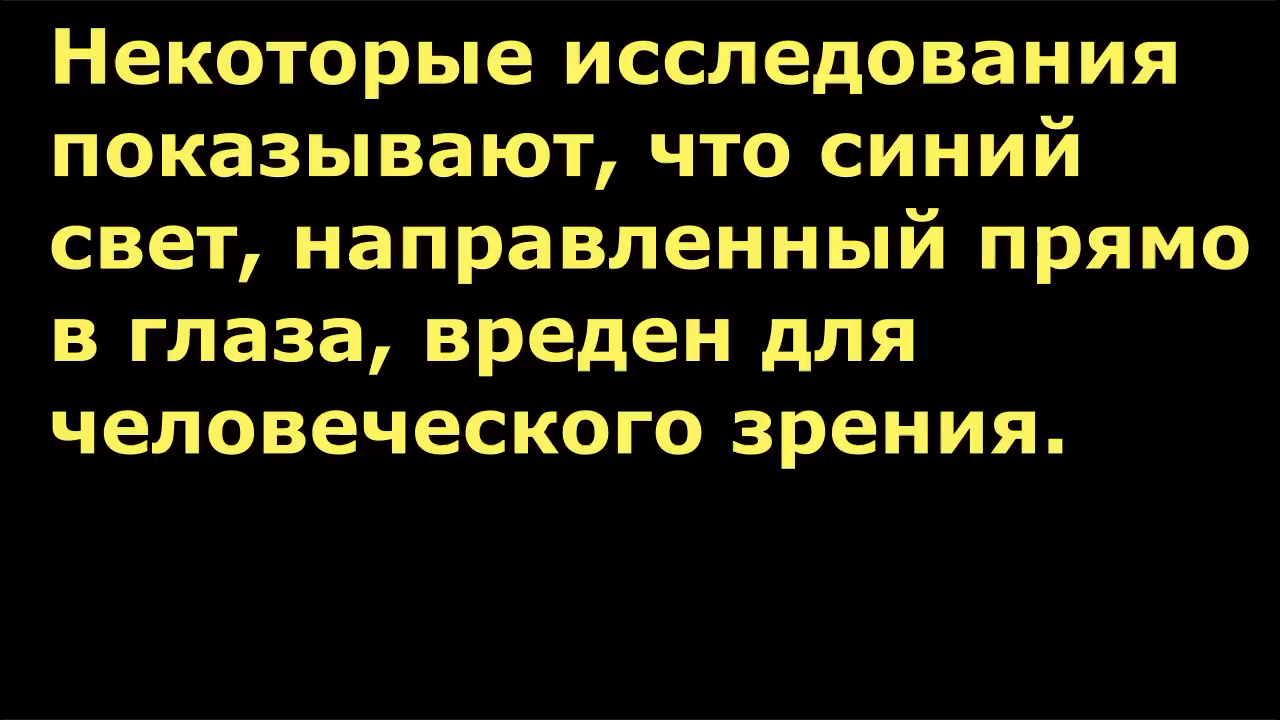 Некоторые исследования
показывают, что синий
свет, направленный прямо
в глаза, вреден для
человеческого зрения.